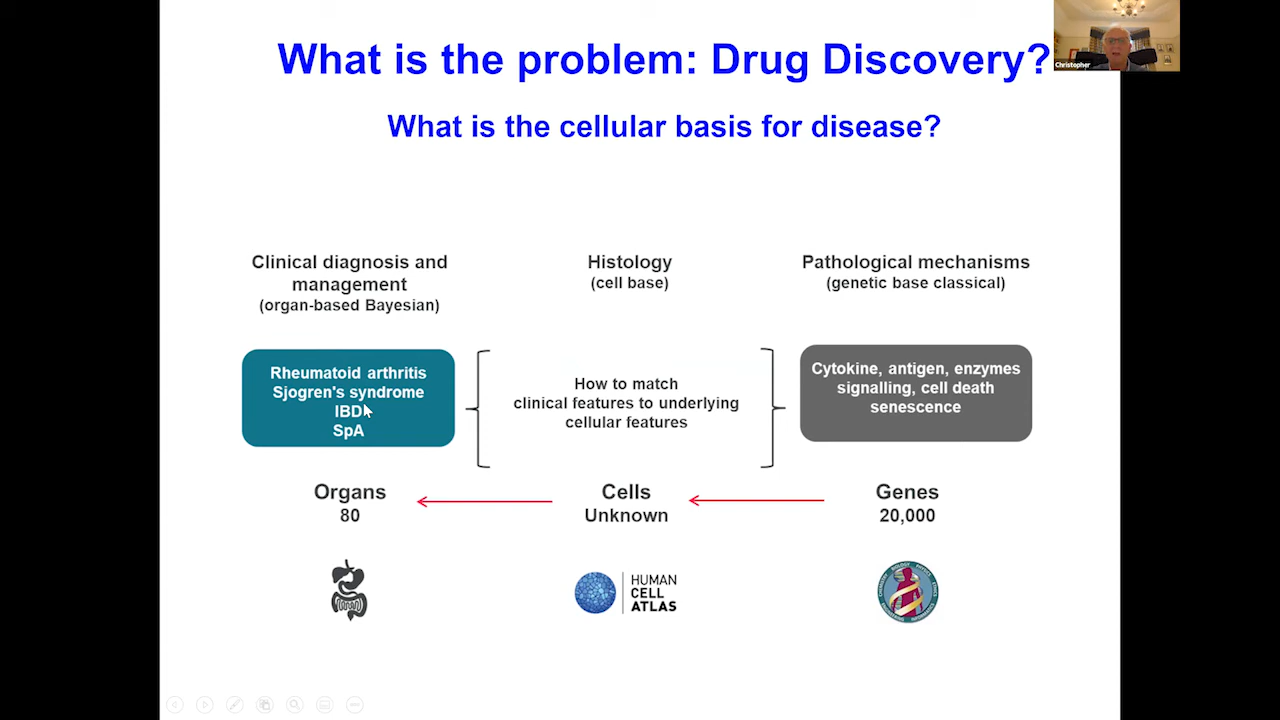 What is the problem: Drug Discovery?
Christopher
What is the cellular basis for disease?
Clinical diagnosis and
management
(organ-based Bayesian)
Histology
(cell base)
Pathological mechanisms
(genetic base classical)
Rheumatoid arthritis
Sjogren's syndrome
IBD
SpA
How to match
clinical features to underlying
cellular features
Cytokine, antigen, enzymes
signalling, cell death
senescence
Organs
80
Cells
Unknown
Genes
20,000
HUMAN
CELL
ATLAS